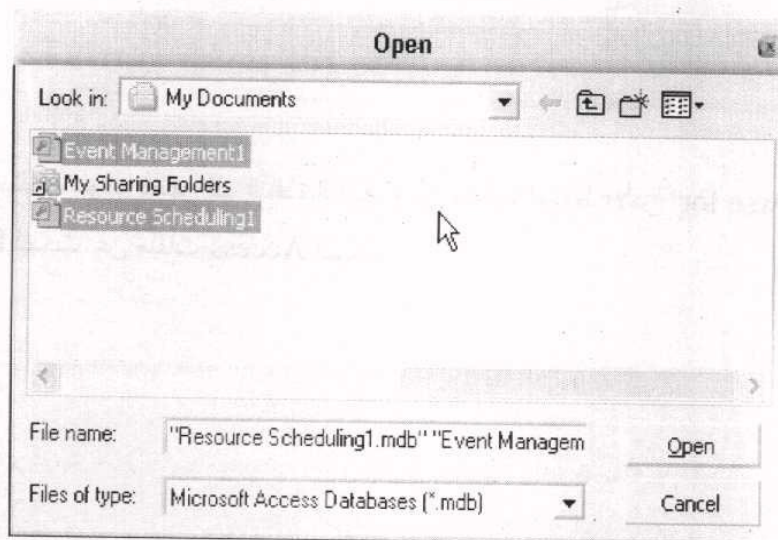 Open
Look in: My Documents
Event Management1
My Sharing Folders
Resource Scheduling1
File name: "Resource Scheduling1.mdb" "Event Managem
Open
Files of type: Microsoft Access Databases (*.mdb)
Cancel